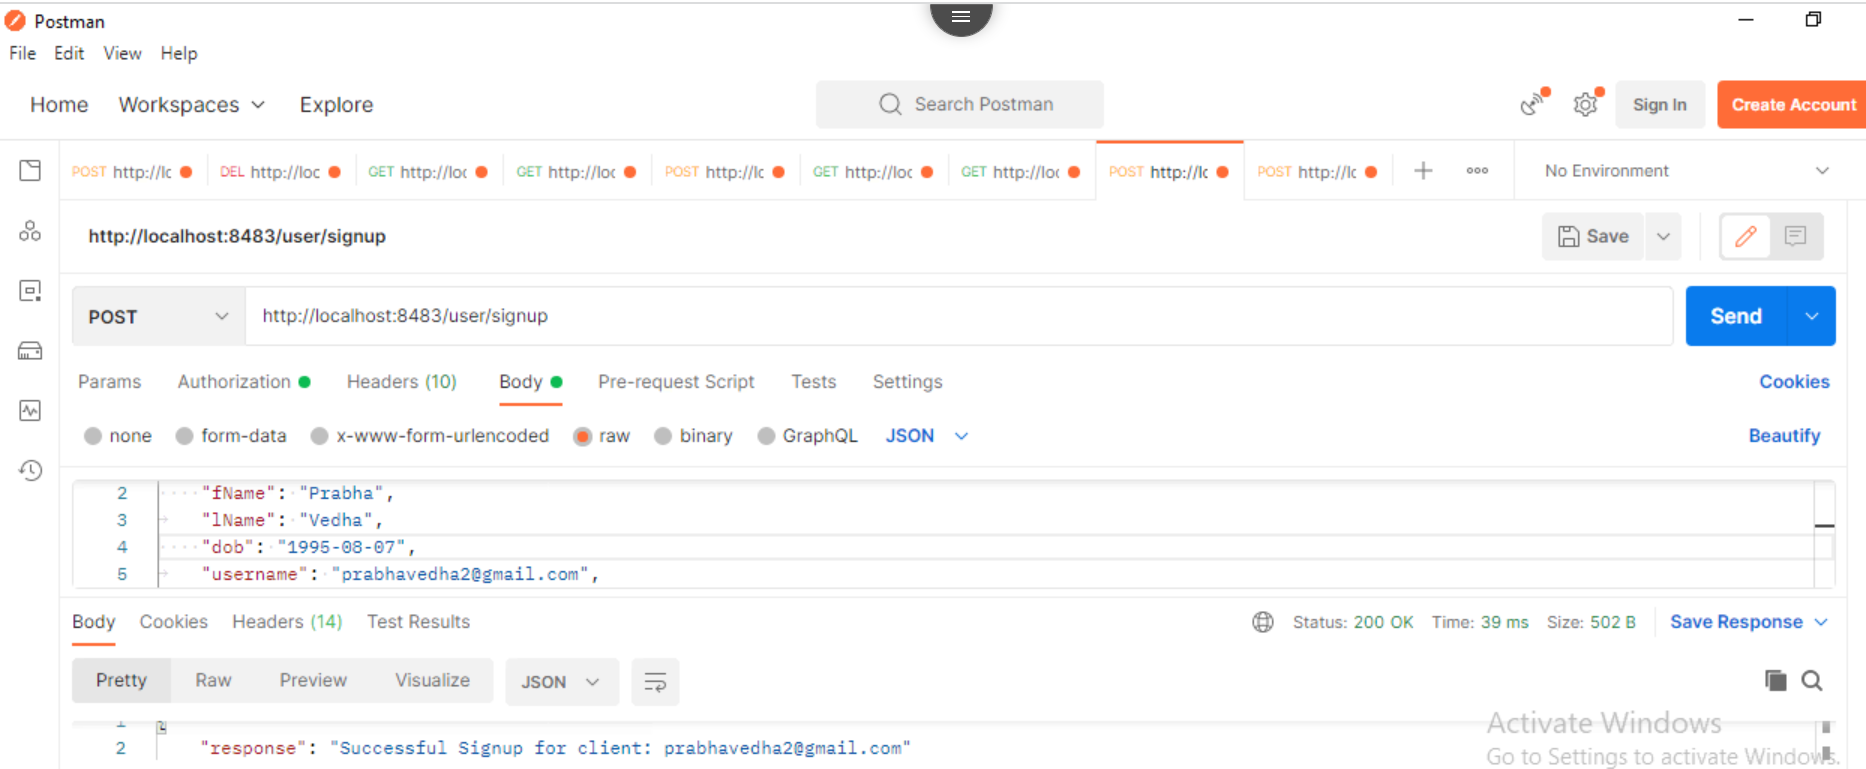 Postman
File Edit View Help
Home Workspaces Explore Search Postman Sign In Create Account
POST http://lc DEL http://loc GET http://loc GET http://loc POST http://lc GET http://loc GET http://loc POST http://lc POST http://lc No Environment
http://localhost:8483/user/signup Save
POST http://localhost:8483/user/signup Send
Params Authorization Headers (10) Body Pre-request Script Tests Settings Cookies
none form-data x-www-form-urlencoded raw binary GraphQL JSON Beautify
2 "fName": "Prabha",
3 "lName": "Vedha",
4 "dob": "1995-08-07",
5 "username": "prabhavedha2@gmail.com",
Body Cookies Headers (14) Test Results Status: 200 OK Time: 39 ms Size: 502 B Save Response
Pretty Raw Preview Visualize JSON
1 {
2 "response": "Successful Signup for client: prabhavedha2@gmail.com"
Activate Windows
Go to Settings to activate Windows.